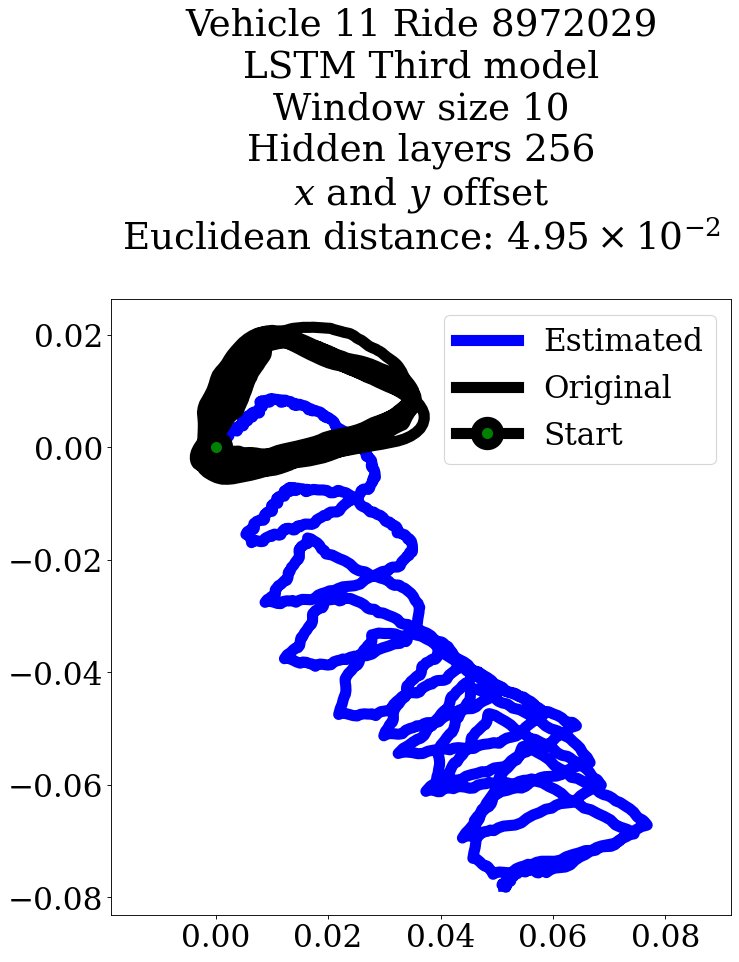 Vehicle 11 Ride 8972029
LSTM Third model
Window size 10
Hidden layers 256
x and y offset
Euclidean distance: 4.95 × 10⁻²
Estimated
Original
Start
0.02
0.00
−0.02
−0.04
−0.06
−0.08
0.00 0.02 0.04 0.06 0.08